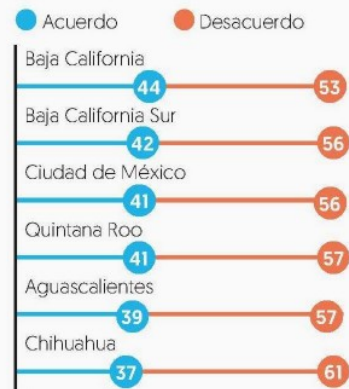 Acuerdo Desacuerdo
Baja California
44 53
Baja California Sur
42 56
Ciudad de México
41 56
Quintana Roo
41 57
Aguascalientes
39 57
Chihuahua
37 61